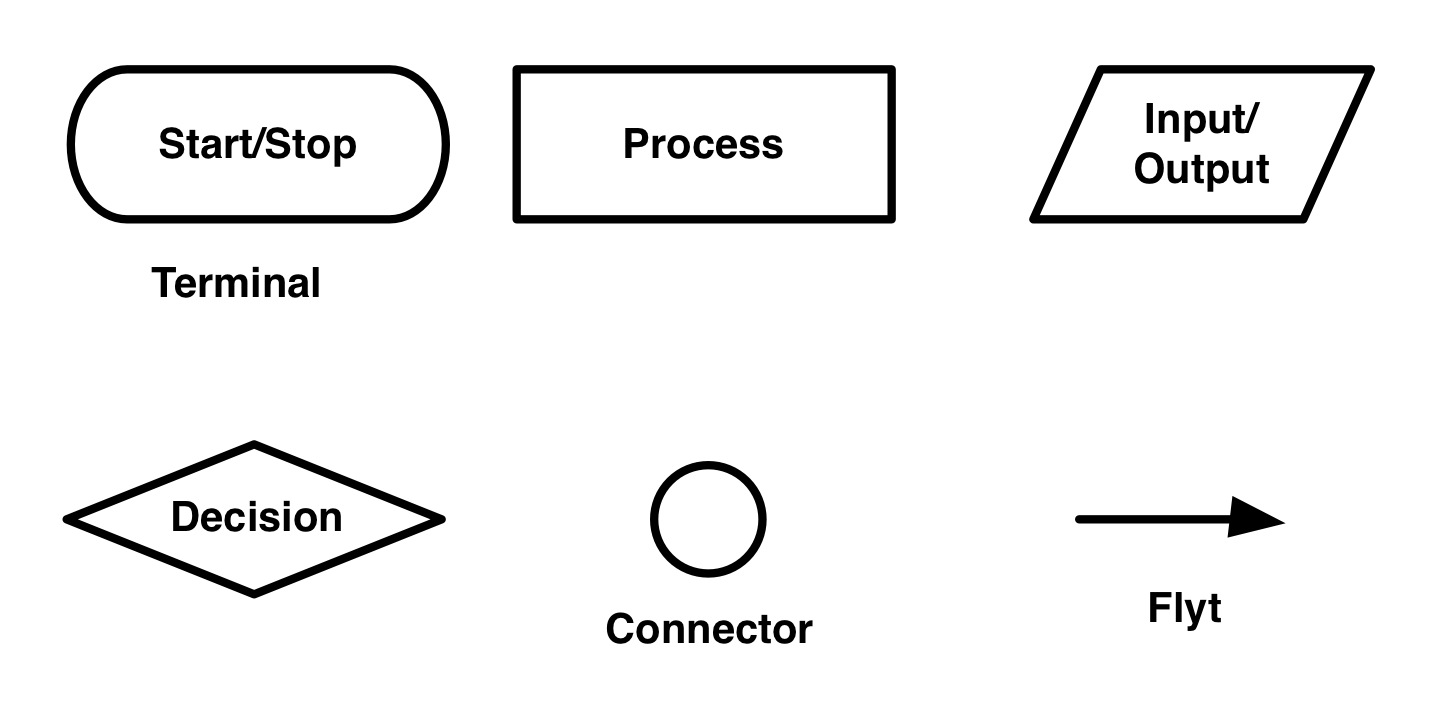 Start/Stop
Process
Input/
Output
Terminal
Decision
Connector
Flyt